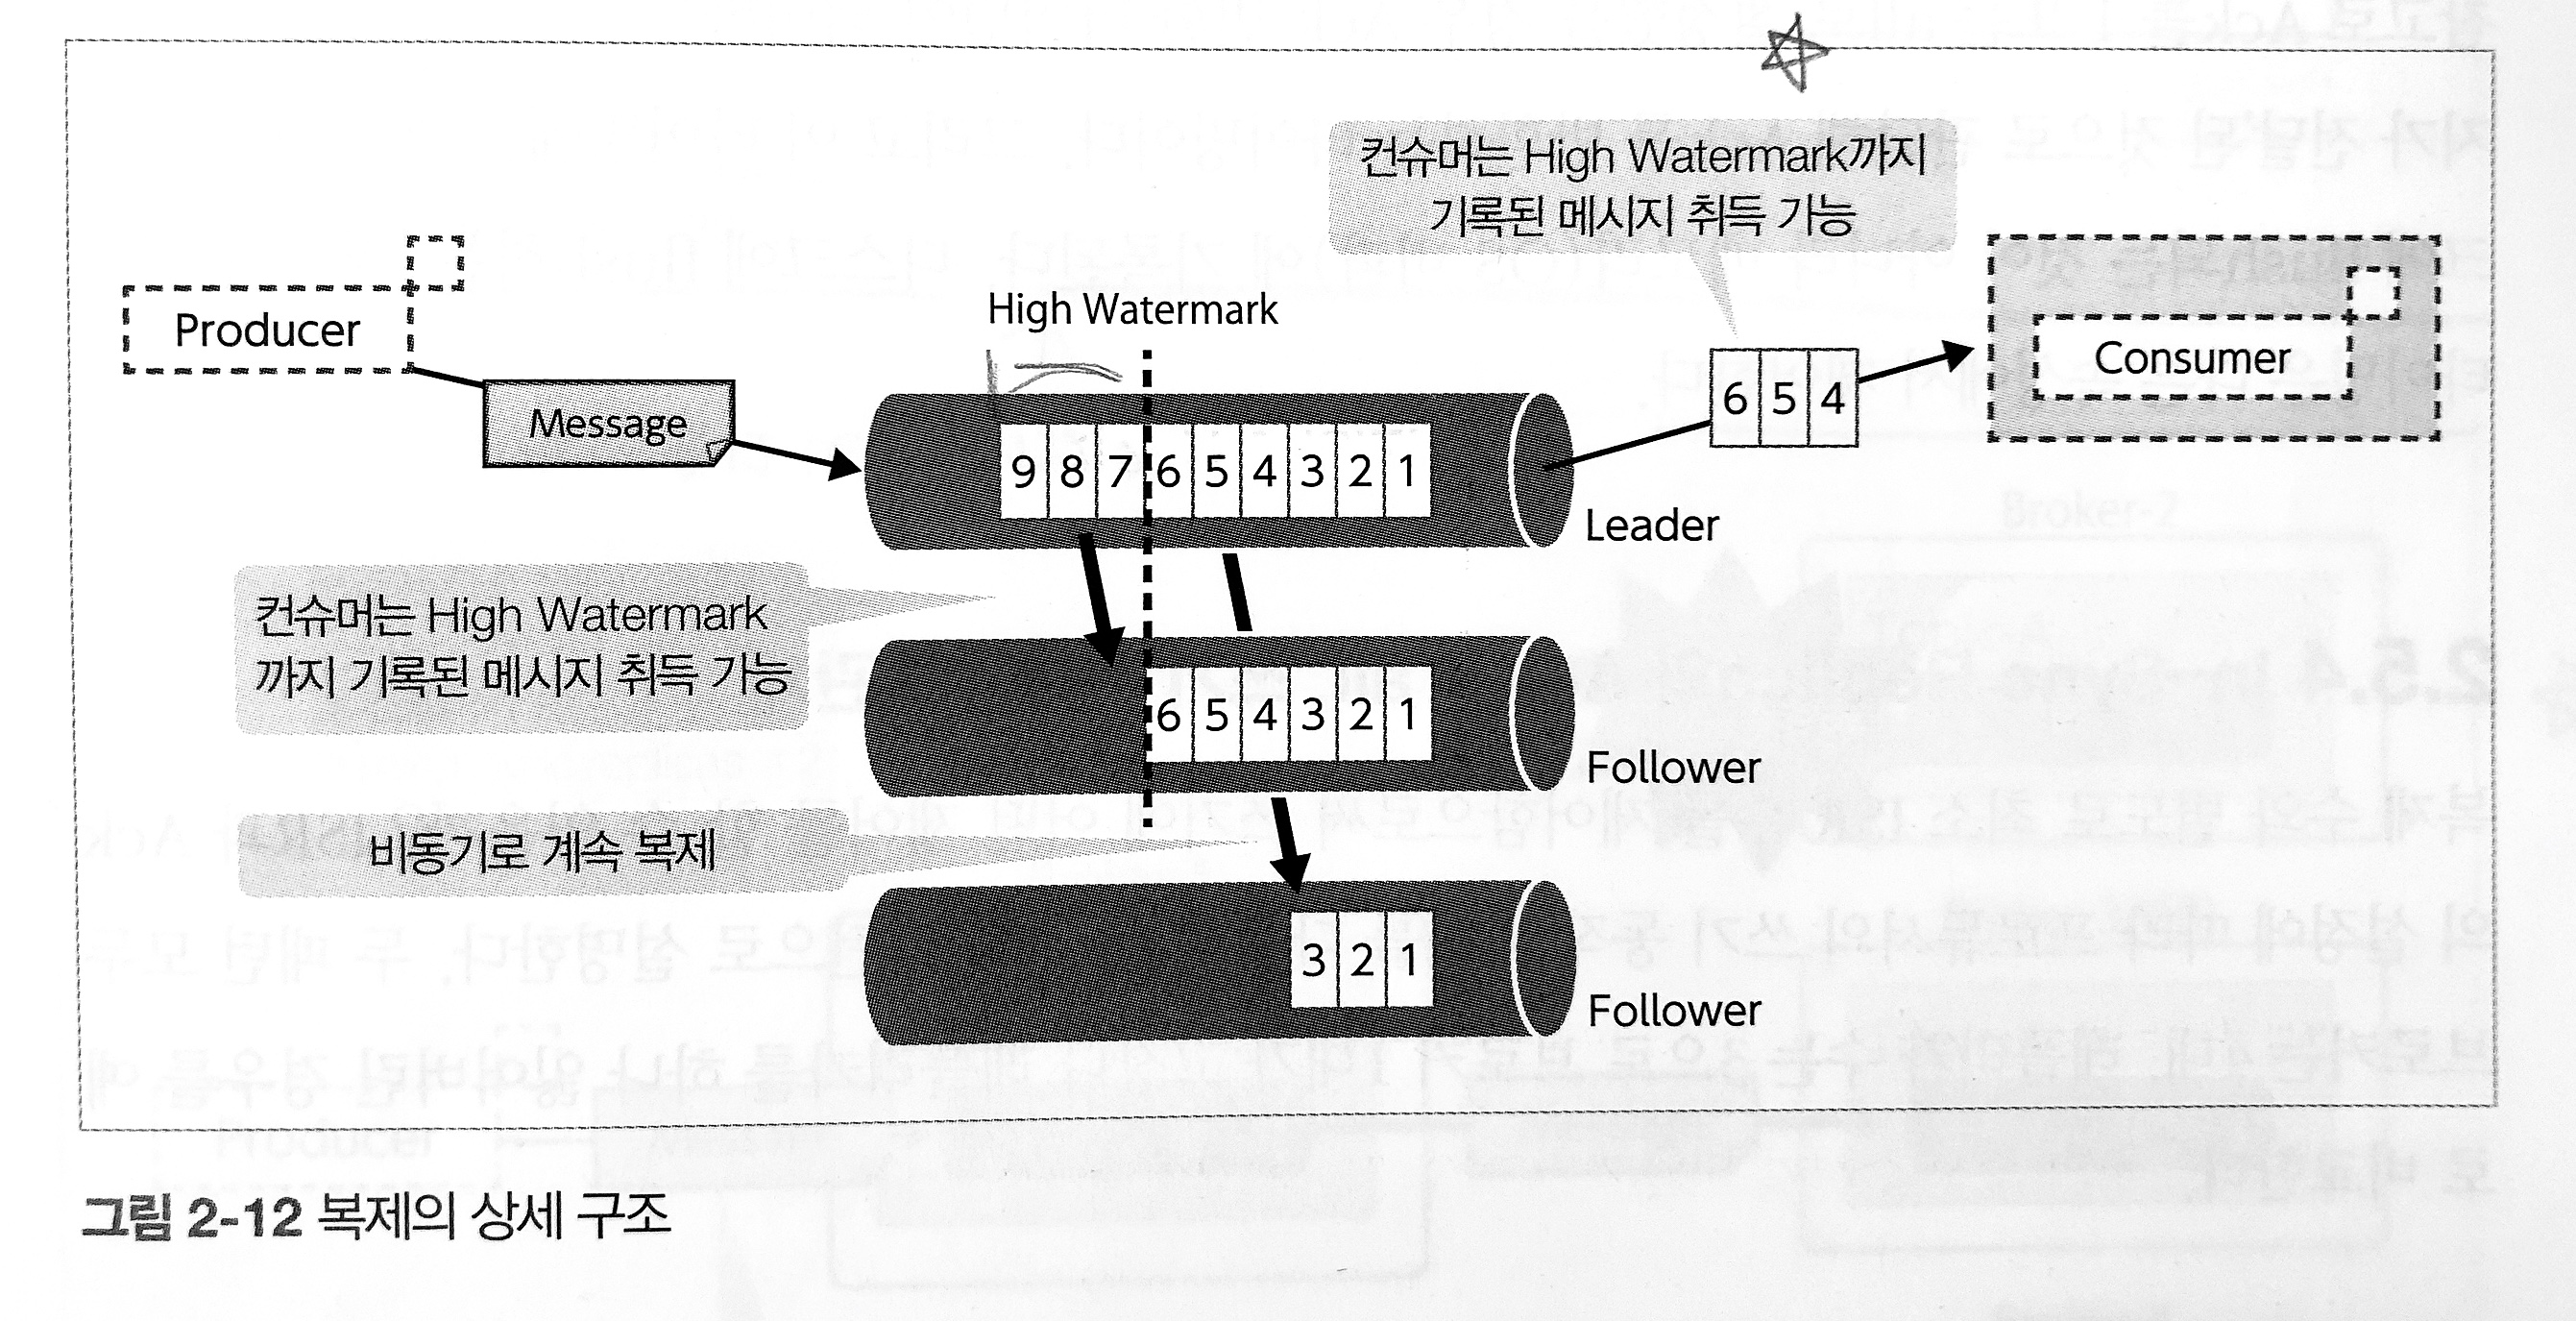 컨슈머는 High Watermark까지
기록된 메시지 취득 가능
Producer
High Watermark
Message
6 5 4
Consumer
9 8 7 6 5 4 3 2 1
Leader
컨슈머는 High Watermark
까지 기록된 메시지 취득 가능
6 5 4 3 2 1
Follower
비동기로 계속 복제
3 2 1
Follower
그림 2-12 복제의 상세 구조